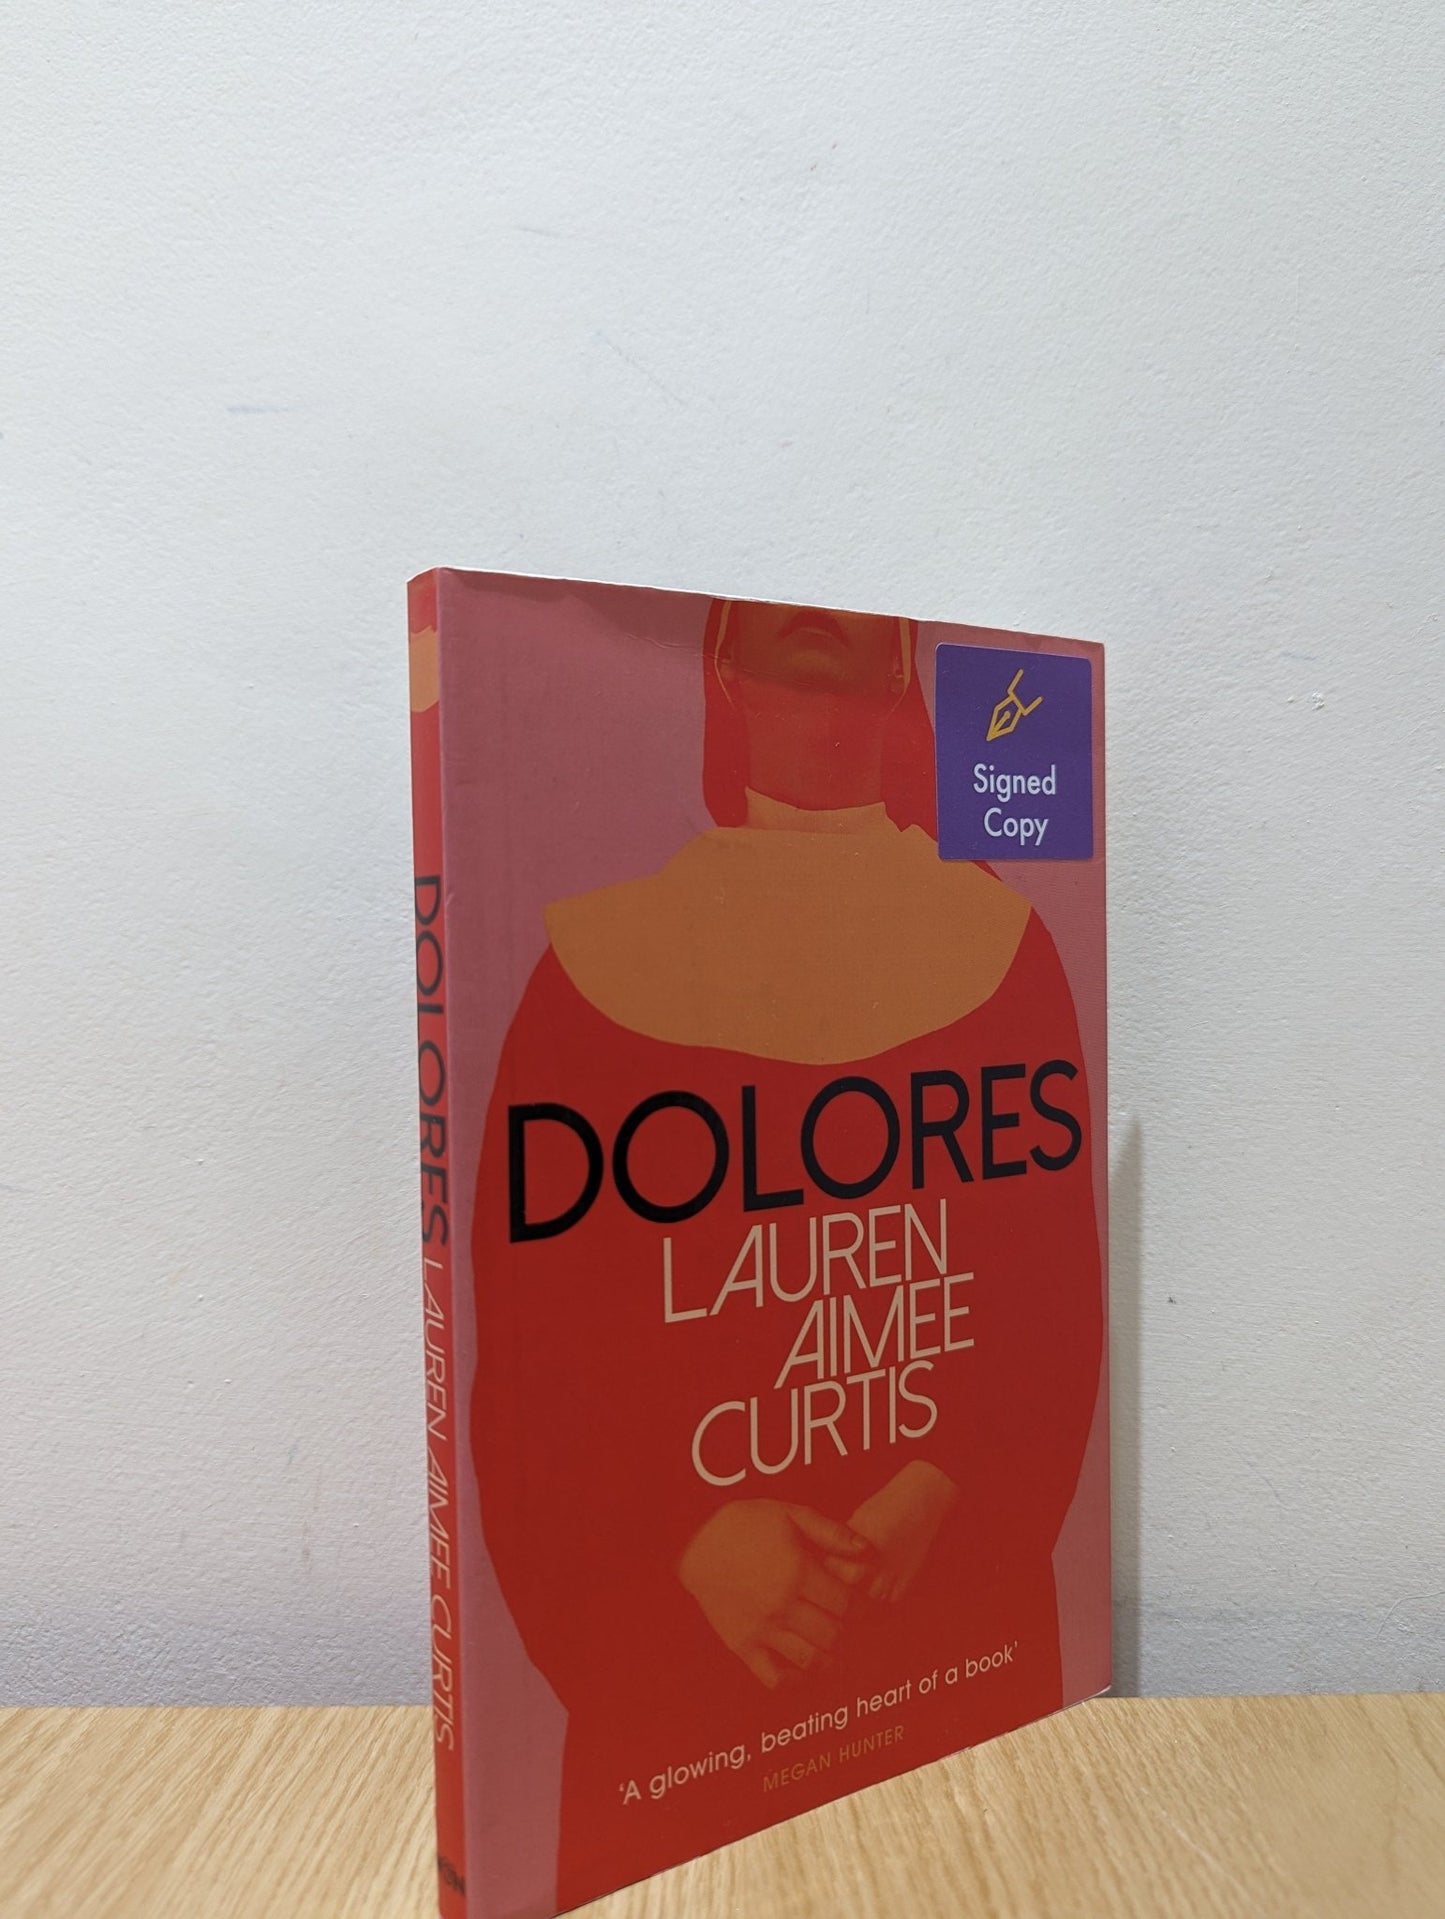 Signed
Copy
DOLORES
LAUREN
AIMEE
CURTIS
'A glowing, beating heart of a book'
MEGAN HUNTER
DOLORES LAUREN AIMEE CURTIS